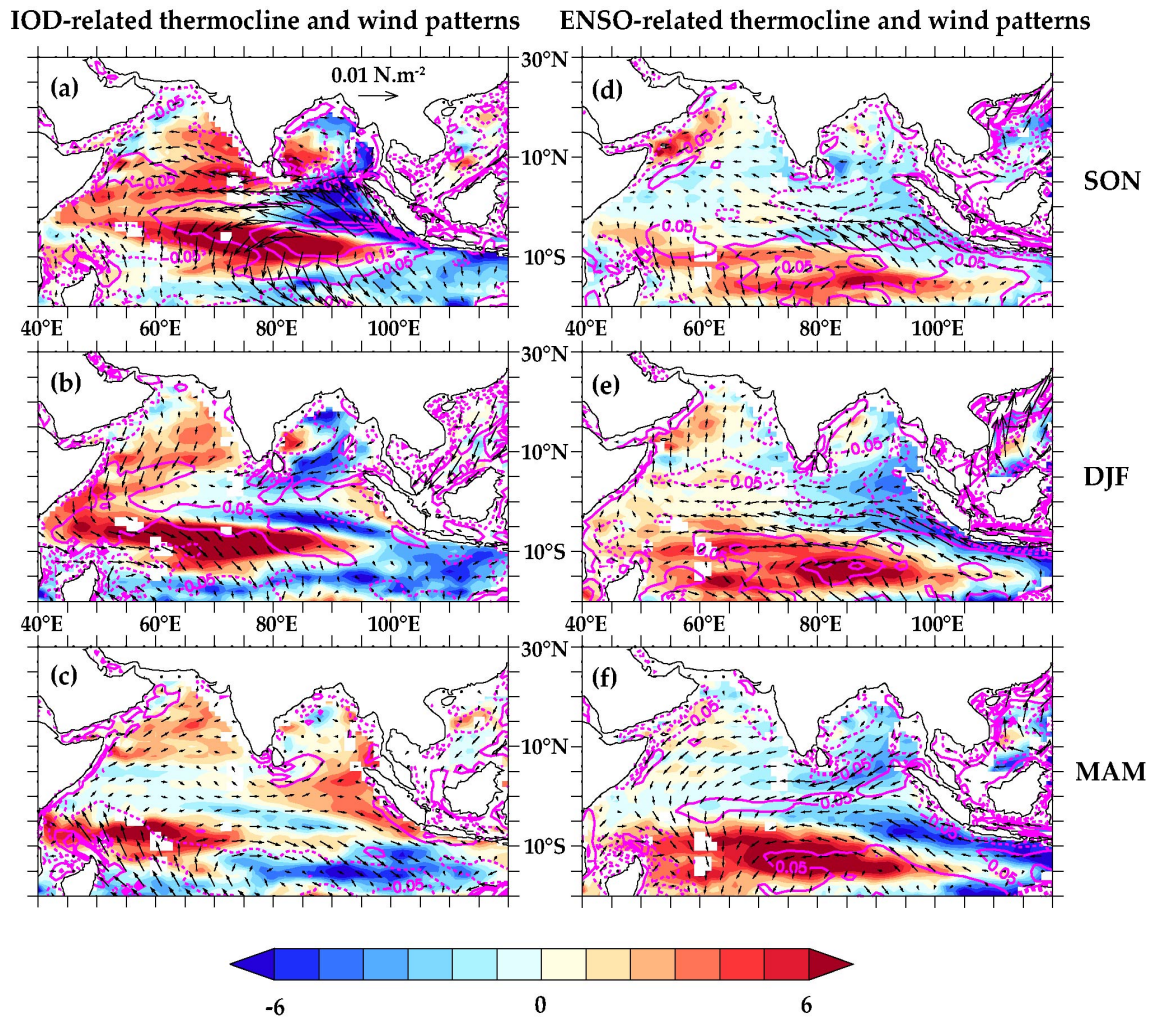 IOD-related thermocline and wind patterns
ENSO-related thermocline and wind patterns
(a)
0.01 N.m-2
30°N
(d)
10°N
SON
10°S
40°E 60°E 80°E 100°E
40°E 60°E 80°E 100°E
(b)
30°N
(e)
10°N
DJF
10°S
40°E 60°E 80°E 100°E
40°E 60°E 80°E 100°E
(c)
30°N
(f)
10°N
MAM
10°S
-6 0 6